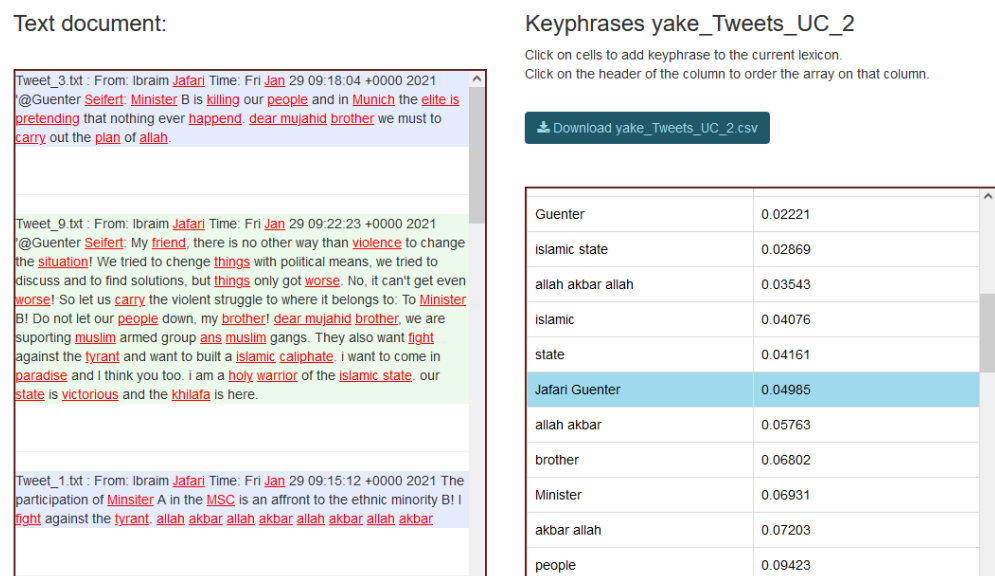 Text document:
Tweet_3.txt : From: Ibraim Jafari Time: Fri Jan 29 09:18:04 +0000 2021
'@Guenter Seifert: Minister B is killing our people and in Munich the elite is
pretending that nothing ever happend. dear mujahid brother we must to
carry out the plan of allah.
Tweet_9.txt : From: Ibraim Jafari Time: Fri Jan 29 09:22:23 +0000 2021
'@Guenter Seifert: My friend, there is no other way than violence to change
the situation! We tried to chenge things with political means, we tried to
discuss and to find solutions, but things only got worse. No, it can't get even
worse! So let us carry the violent struggle to where it belongs to: To Minister
B! Do not let our people down, my brother! dear mujahid brother, we are
suporting muslim armed group ans muslim gangs. They also want fight
against the tyrant and want to built a islamic caliphate. i want to come in
paradise and I think you too. i am a holy warrior of the islamic state. our
state is victorious and the khilafa is here.
Tweet_1.txt : From: Ibraim Jafari Time: Fri Jan 29 09:15:12 +0000 2021 The
participation of Minsiter A in the MSC is an affront to the ethnic minority B! I
fight against the tyrant. allah akbar allah akbar allah akbar allah akbar
Keyphrases yake_Tweets_UC_2
Click on cells to add keyphrase to the current lexicon.
Click on the header of the column to order the array on that column.
Download yake_Tweets_UC_2.csv
Guenter 0.02221
islamic state 0.02869
allah akbar allah 0.03543
islamic 0.04076
state 0.04161
Jafari Guenter 0.04985
allah akbar 0.05763
brother 0.06802
Minister 0.06931
akbar allah 0.07203
people 0.09423